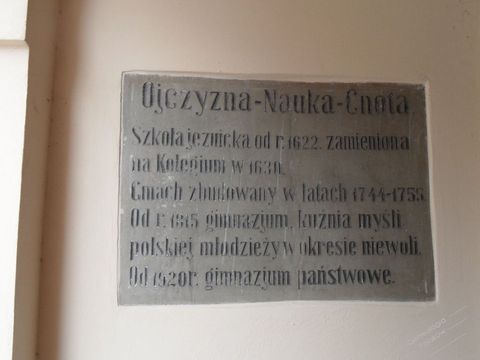 Ojczyzna-Nauka-Cnota
Szkoła jezuicka od r. 1622. zamieniona
na Kolegium w 1630.
Gmach zbudowany w latach 1744-1755.
Od r. 1815 gimnazjum, kuźnia myśli
polskiej młodzieży w okresie niewoli.
Od 1920 r. gimnazjum państwowe.